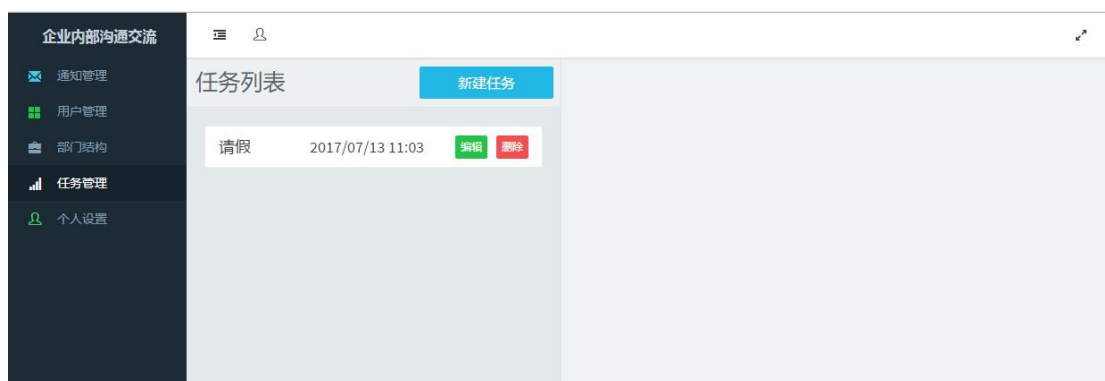 企业内部沟通交流
通知管理
用户管理
部门结构
任务管理
个人设置
任务列表 新建任务
请假 2017/07/13 11:03 编辑 删除